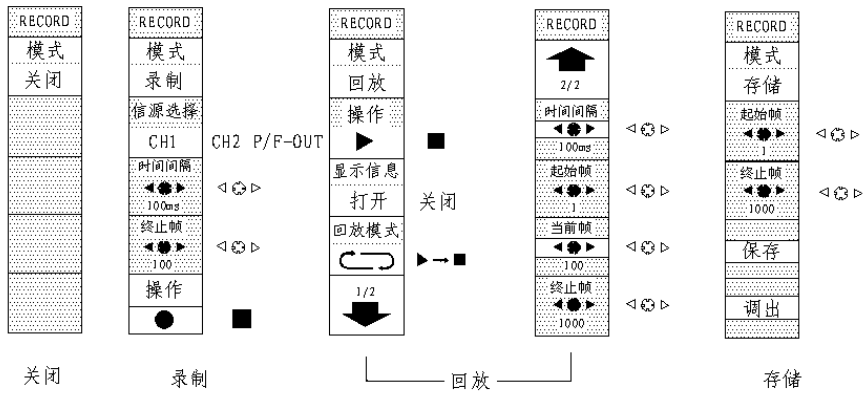 RECORD
模式
关闭
RECORD
模式
录制
信源选择
CH1 CH2 P/F-OUT
时间间隔
100ms
终止帧
100
操作
RECORD
模式
回放
操作
显示信息
打开 关闭
回放模式
1/2
RECORD
2/2
时间间隔
100ms
起始帧
1
当前帧
100
终止帧
1000
RECORD
模式
存储
起始帧
1
终止帧
1000
保存
调出
关闭
录制
回放
存储